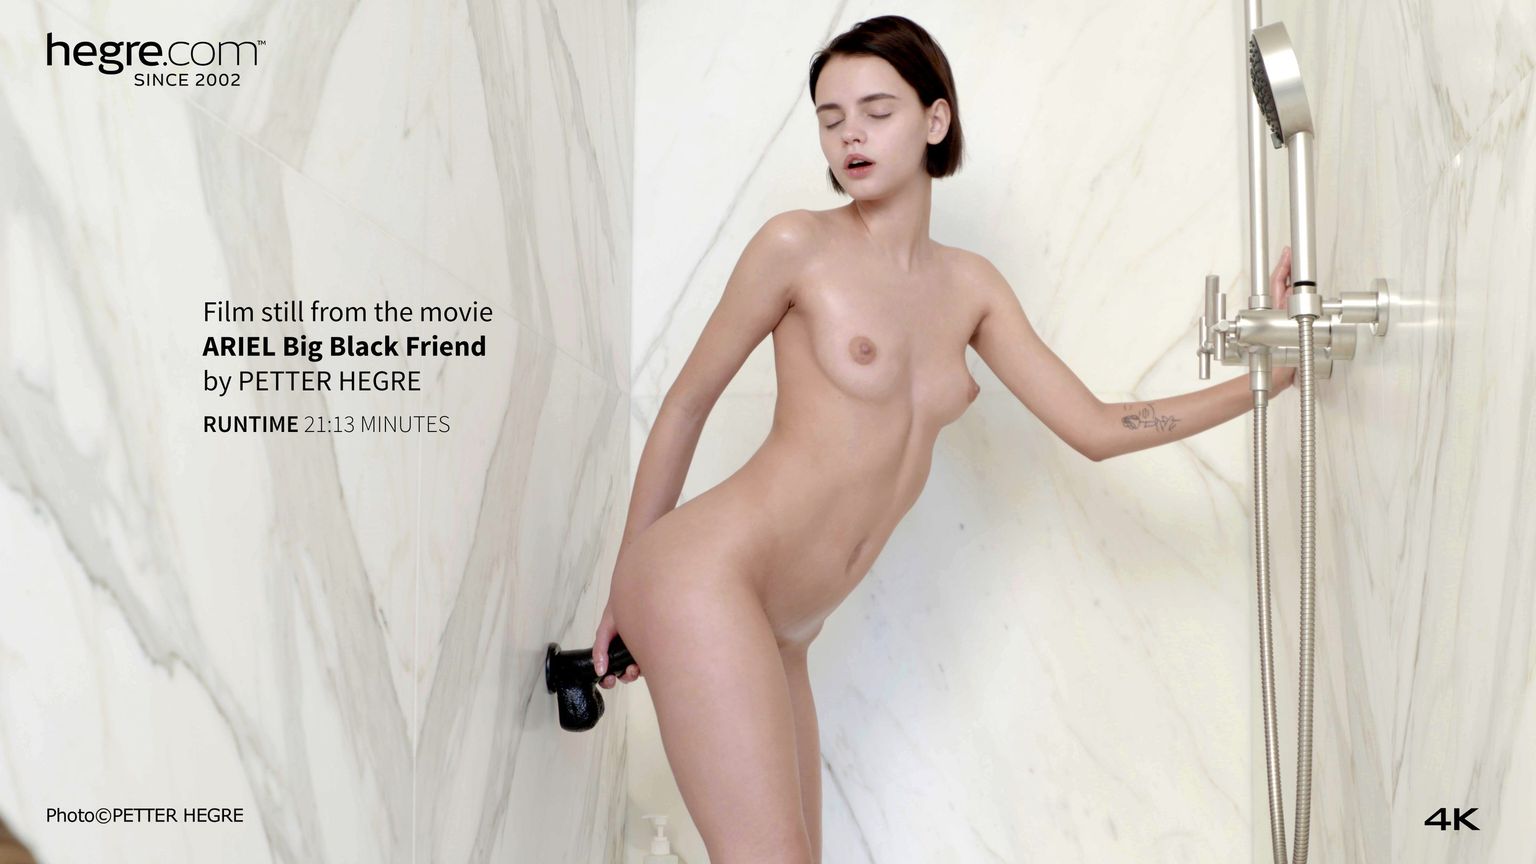 hegre.com™
SINCE 2002
Film still from the movie
ARIEL Big Black Friend
by PETTER HEGRE
RUNTIME 21:13 MINUTES
Photo©PETTER HEGRE
4K